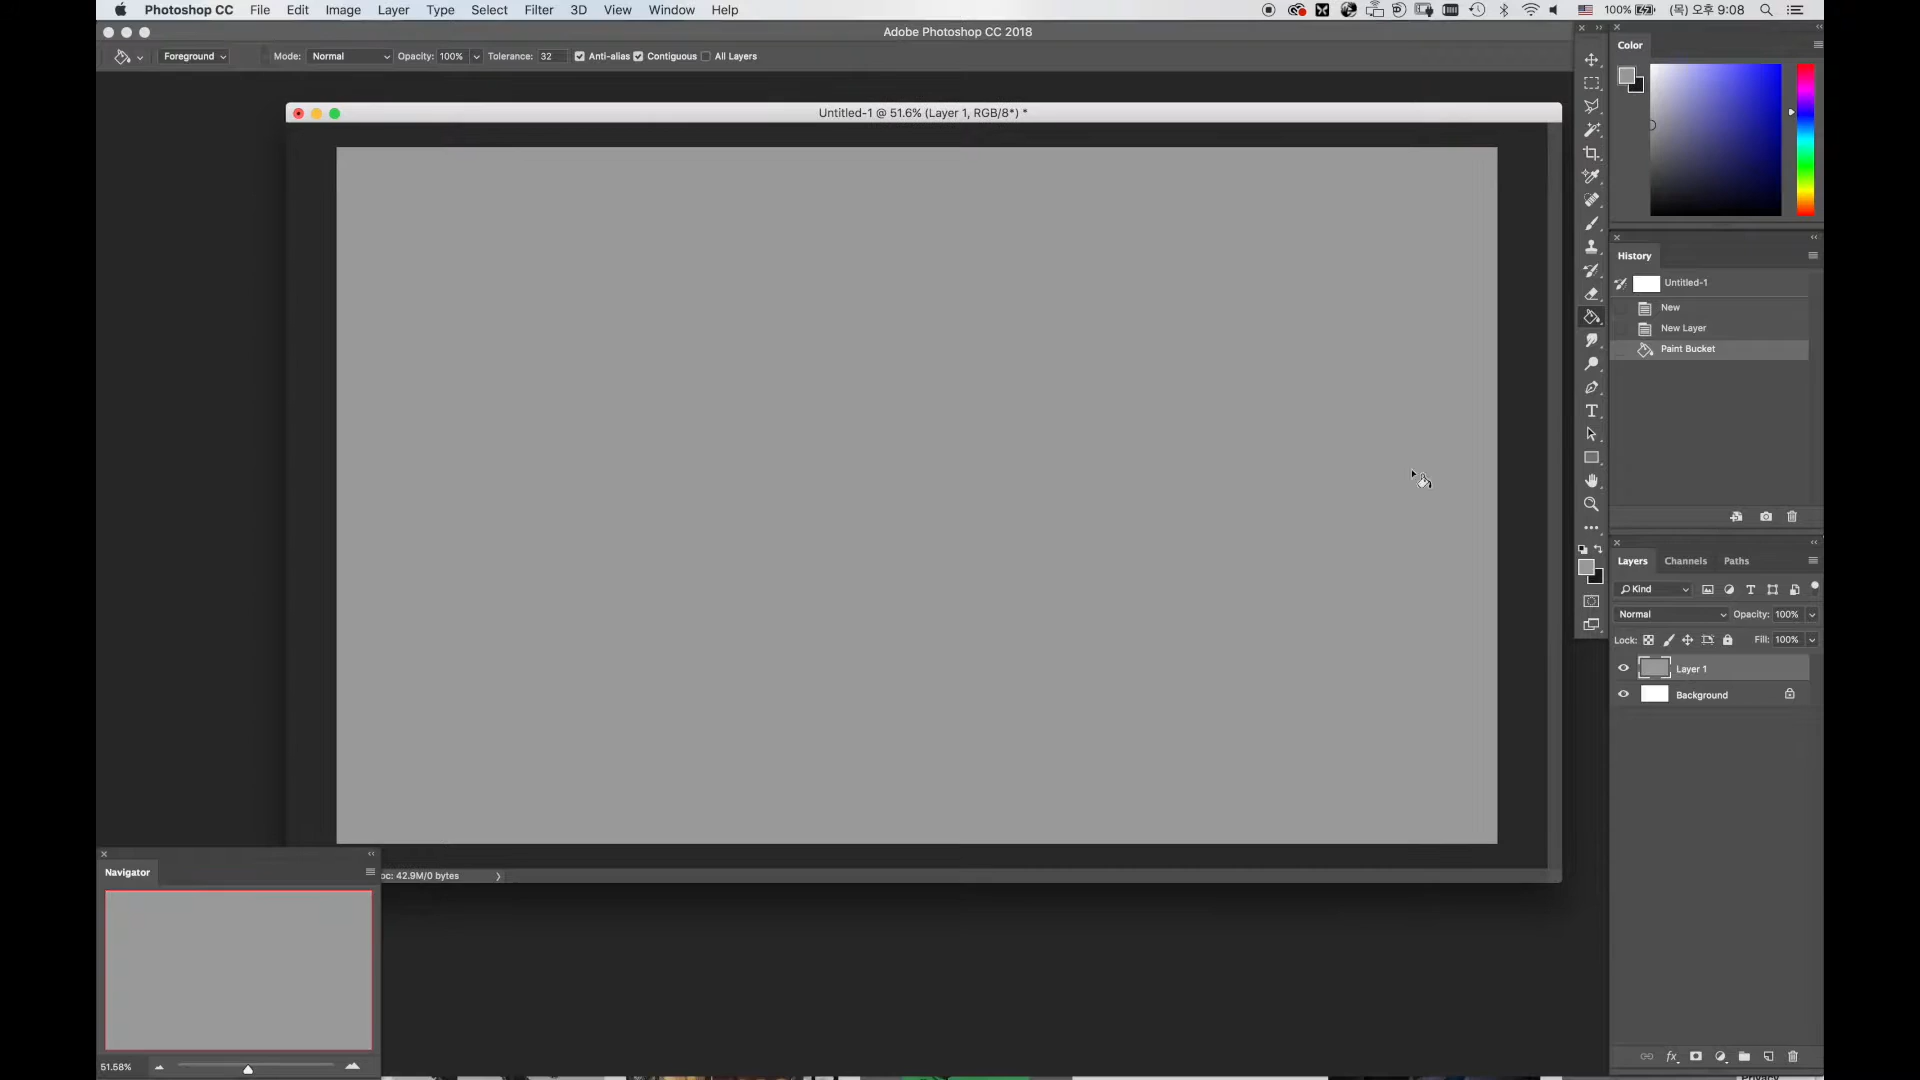 Photoshop CC File Edit Image Layer Type Select Filter 3D View Window Help 100% (목) 오후 9:08
Adobe Photoshop CC 2018
Foreground Mode: Normal Opacity: 100% Tolerance: 32 Anti-alias Contiguous All Layers
Untitled-1 @ 51.6% (Layer 1, RGB/8*) *
Color
History
Untitled-1
New
New Layer
Paint Bucket
Layers Channels Paths
Kind
Normal Opacity: 100%
Lock: Fill: 100%
Layer 1
Background
Navigator
oc: 42.9M/0 bytes
51.58%